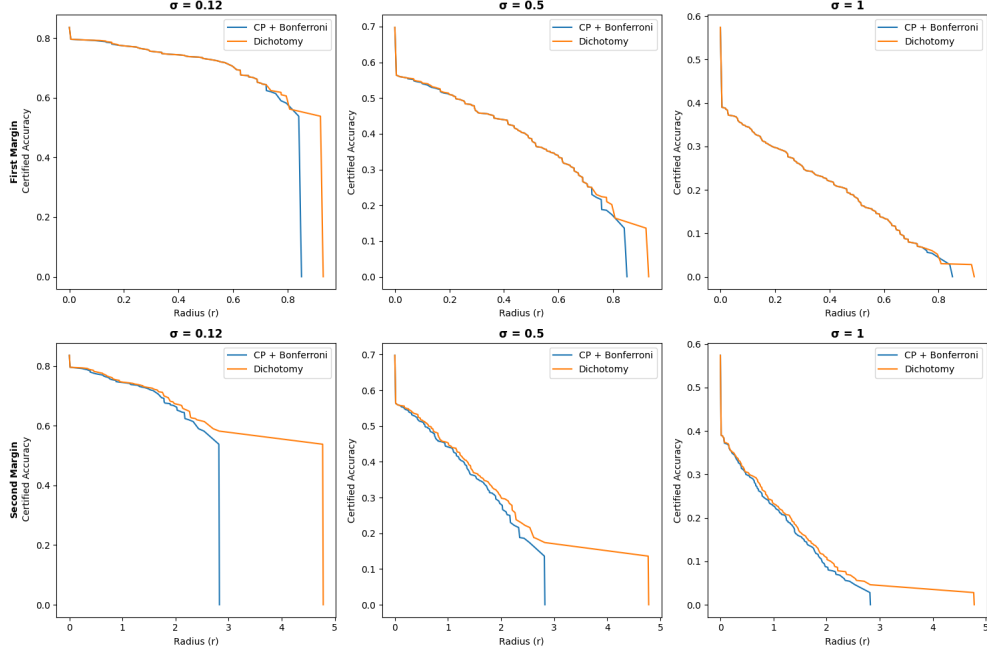 σ = 0.12
CP + Bonferroni
Dichotomy
First Margin
Certified Accuracy
0.8
0.6
0.4
0.2
0.0
0.0 0.2 0.4 0.6 0.8
Radius (r)
σ = 0.5
CP + Bonferroni
Dichotomy
Certified Accuracy
0.7
0.6
0.5
0.4
0.3
0.2
0.1
0.0
0.0 0.2 0.4 0.6 0.8
Radius (r)
σ = 1
CP + Bonferroni
Dichotomy
Certified Accuracy
0.6
0.5
0.4
0.3
0.2
0.1
0.0
0.0 0.2 0.4 0.6 0.8
Radius (r)
σ = 0.12
CP + Bonferroni
Dichotomy
Second Margin
Certified Accuracy
0.8
0.6
0.4
0.2
0.0
0 1 2 3 4 5
Radius (r)
σ = 0.5
CP + Bonferroni
Dichotomy
Certified Accuracy
0.7
0.6
0.5
0.4
0.3
0.2
0.1
0.0
0 1 2 3 4 5
Radius (r)
σ = 1
CP + Bonferroni
Dichotomy
Certified Accuracy
0.6
0.5
0.4
0.3
0.2
0.1
0.0
0 1 2 3 4 5
Radius (r)